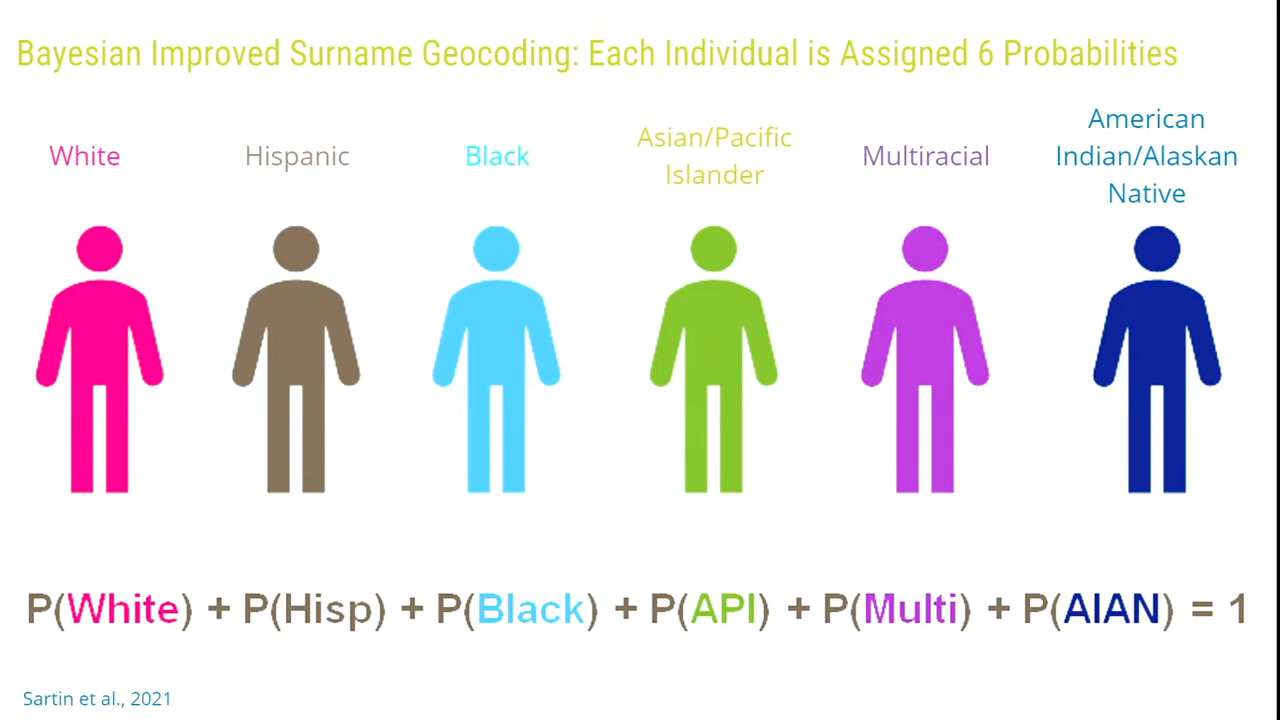 Bayesian Improved Surname Geocoding: Each Individual is Assigned 6 Probabilities
White
Hispanic
Black
Asian/Pacific
Islander
Multiracial
American
Indian/Alaskan
Native
P(White) + P(Hisp) + P(Black) + P(API) + P(Multi) + P(AIAN) = 1
Sartin et al., 2021